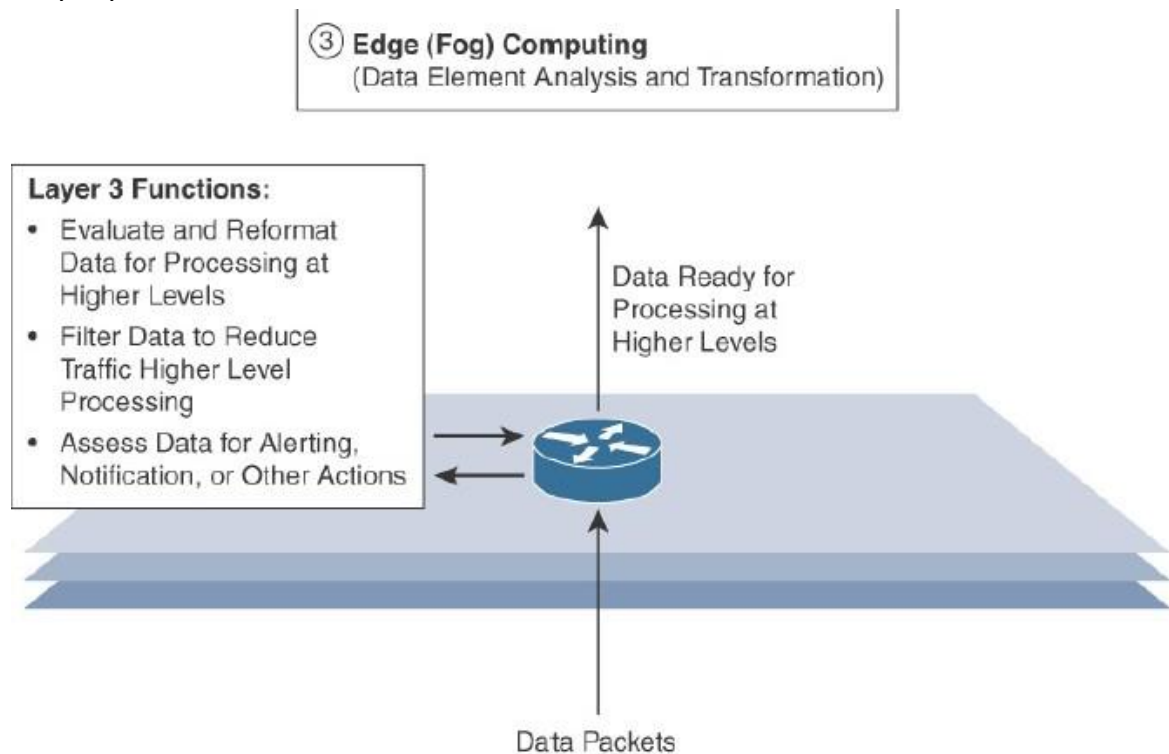 ③ Edge (Fog) Computing
(Data Element Analysis and Transformation)
Layer 3 Functions:
• Evaluate and Reformat
Data for Processing at
Higher Levels
• Filter Data to Reduce
Traffic Higher Level
Processing
• Assess Data for Alerting,
Notification, or Other Actions
Data Ready for
Processing at
Higher Levels
Data Packets